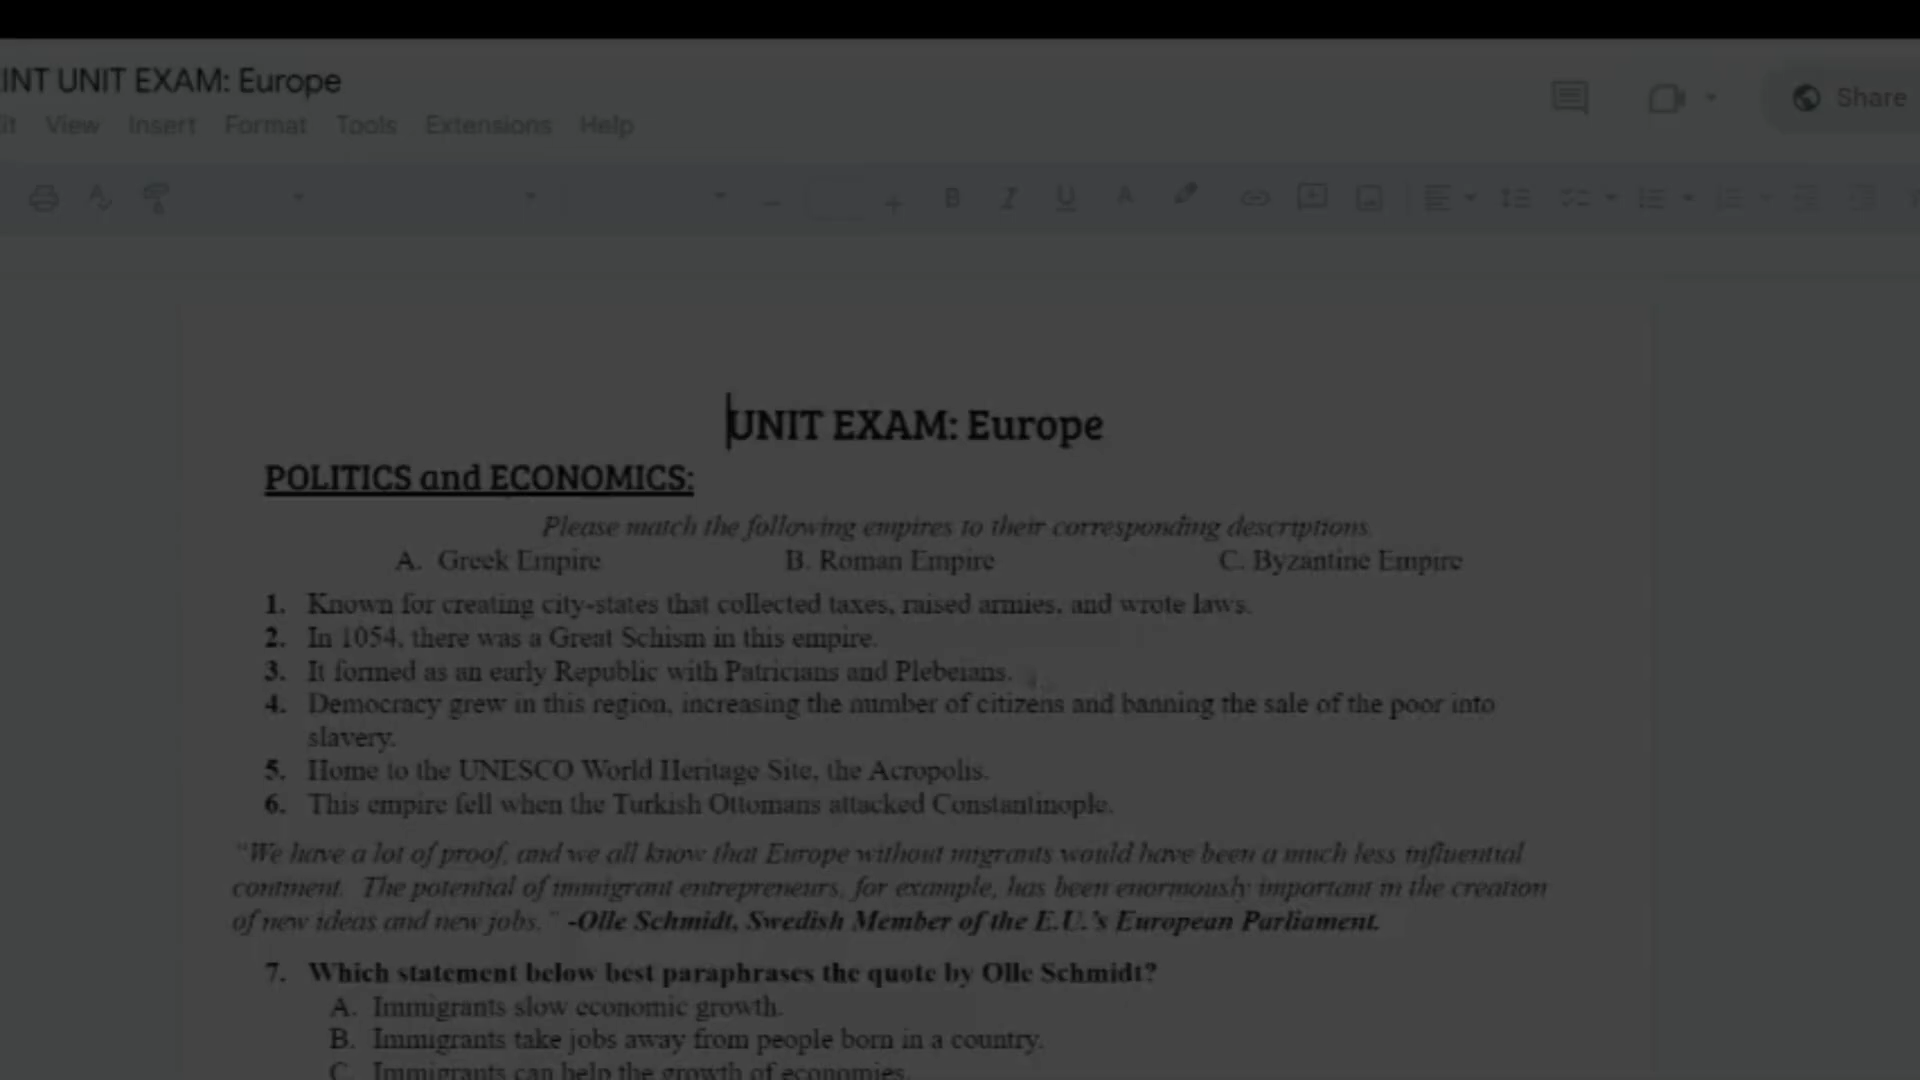 INT UNIT EXAM: Europe
it View Insert Format Tools Extensions Help
Share
UNIT EXAM: Europe
POLITICS and ECONOMICS:
Please match the following empires to their corresponding descriptions.
A. Greek Empire B. Roman Empire C. Byzantine Empire
1. Known for creating city-states that collected taxes, raised armies, and wrote laws.
2. In 1054, there was a Great Schism in this empire.
3. It formed as an early Republic with Patricians and Plebeians.
4. Democracy grew in this region, increasing the number of citizens and banning the sale of the poor into
slavery.
5. Home to the UNESCO World Heritage Site, the Acropolis.
6. This empire fell when the Turkish Ottomans attacked Constantinople.
"We have a lot of proof, and we all know that Europe without migrants would have been a much less influential
continent. The potential of immigrant entrepreneurs, for example, has been enormously important in the creation
of new ideas and new jobs." -Olle Schmidt, Swedish Member of the E.U.'s European Parliament.
7. Which statement below best paraphrases the quote by Olle Schmidt?
A. Immigrants slow economic growth.
B. Immigrants take jobs away from people born in a country.
C. Immigrants can help the growth of economies.